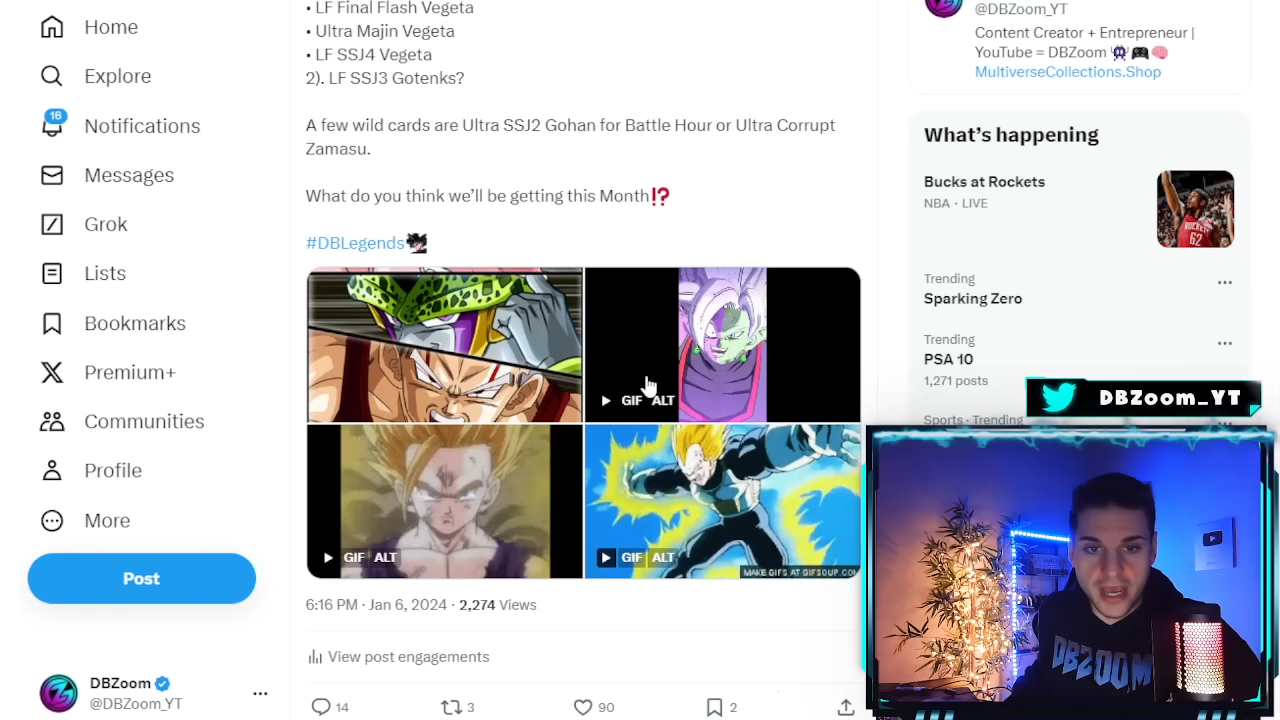 Home
Explore
16
Notifications
Messages
Grok
Lists
Bookmarks
Premium+
Communities
Profile
More
Post
DBZoom
@DBZoom_YT
• LF Final Flash Vegeta
• Ultra Majin Vegeta
• LF SSJ4 Vegeta
2). LF SSJ3 Gotenks?
A few wild cards are Ultra SSJ2 Gohan for Battle Hour or Ultra Corrupt
Zamasu.
What do you think we’ll be getting this Month⁉️
#DBLegends
GIF ALT
GIF ALT
GIF ALT
MAKE GIFS AT GIFSOUP.COM
6:16 PM · Jan 6, 2024 · 2,274 Views
View post engagements
14
3
90
2
@DBZoom_YT
Content Creator + Entrepreneur |
YouTube = DBZoom 👾🎮🧠
MultiverseCollections.Shop
What’s happening
Bucks at Rockets
NBA · LIVE
ROCKETS
62
Trending
Sparking Zero
Trending
PSA 10
1,271 posts
Sports · Trending
DBZoom_YT
DBZOOM